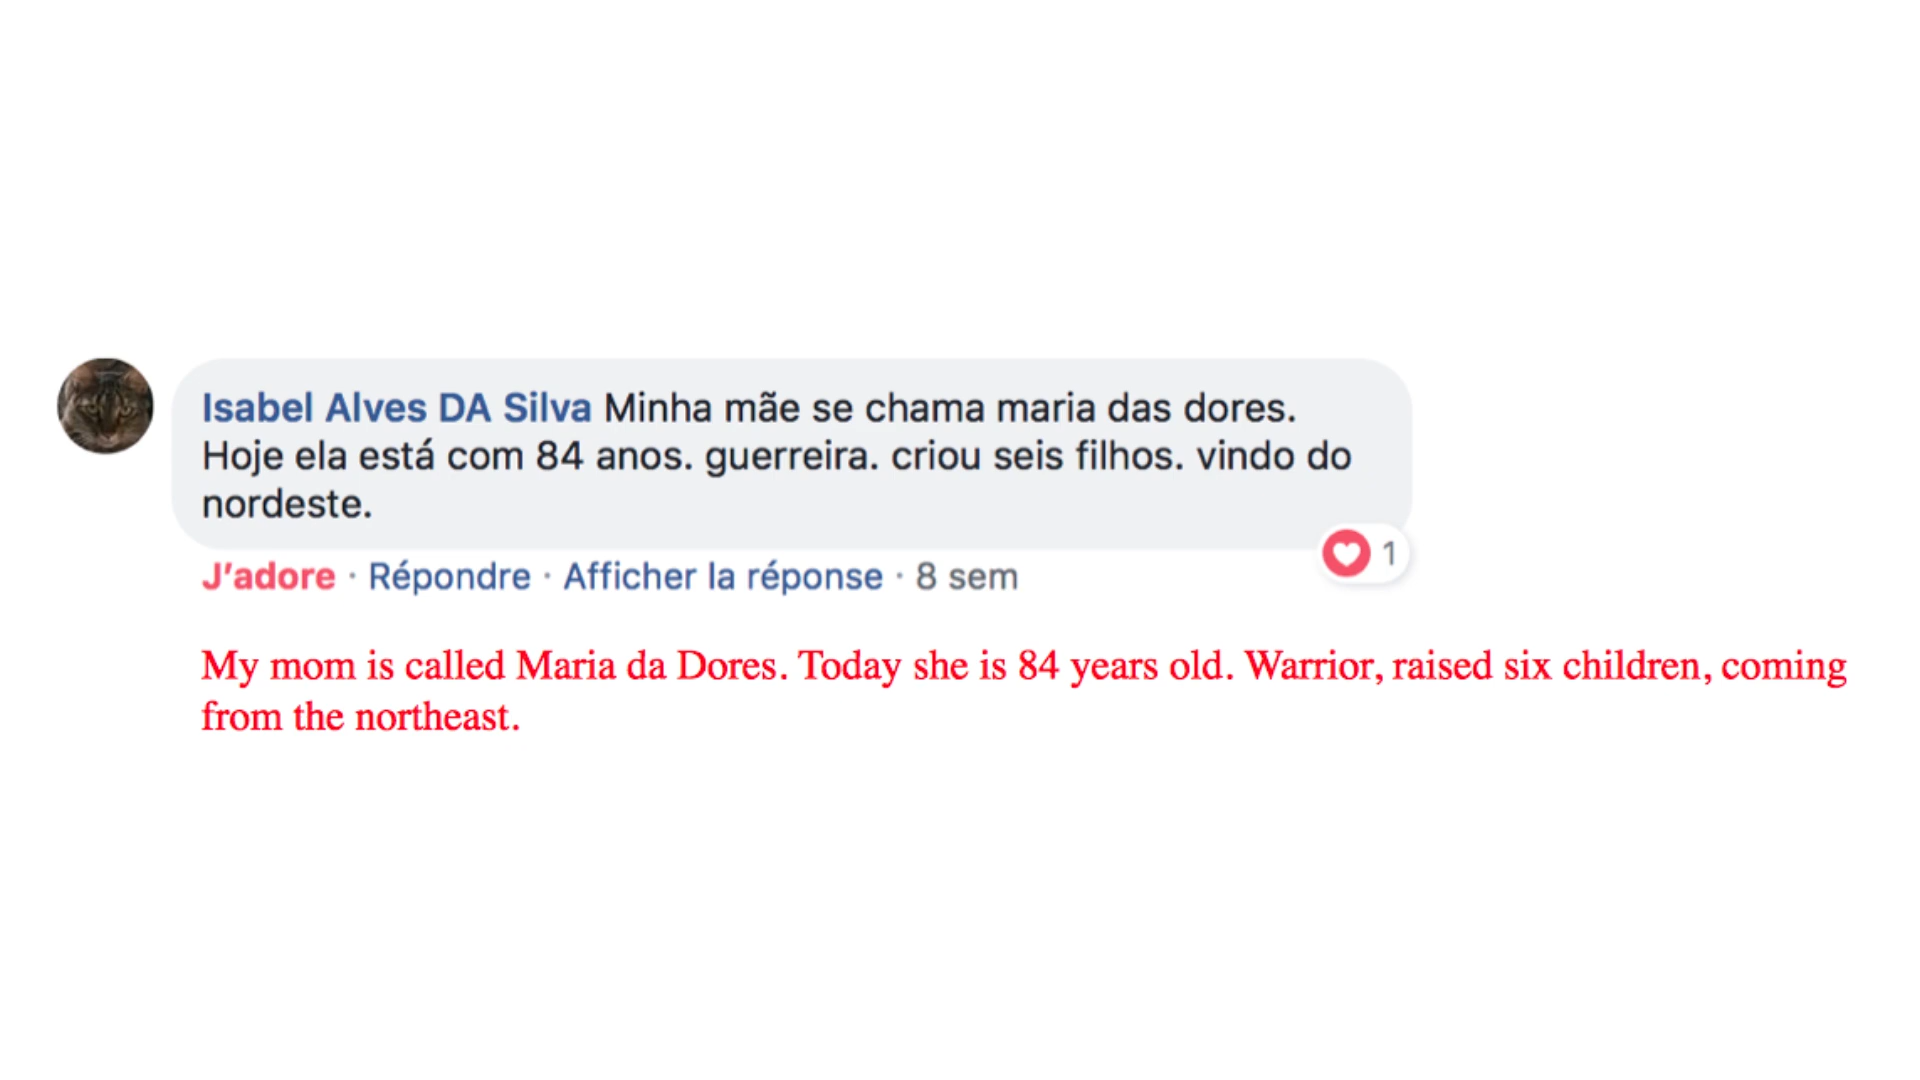 Isabel Alves DA Silva Minha mãe se chama maria das dores.
Hoje ela está com 84 anos. guerreira. criou seis filhos. vindo do
nordeste.
1
J'adore · Répondre · Afficher la réponse · 8 sem
My mom is called Maria da Dores. Today she is 84 years old. Warrior, raised six children, coming
from the northeast.